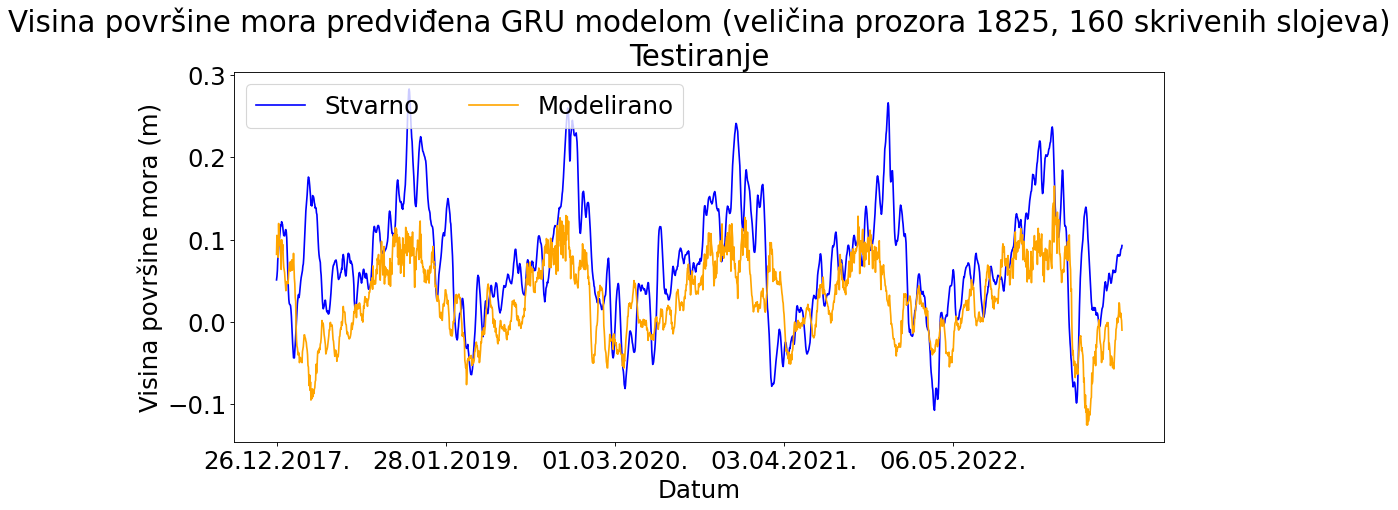 Visina površine mora predviđena GRU modelom (veličina prozora 1825, 160 skrivenih slojeva)
Testiranje
Stvarno Modelirano
Visina površine mora (m)
0.3
0.2
0.1
0.0
−0.1
26.12.2017. 28.01.2019. 01.03.2020. 03.04.2021. 06.05.2022.
Datum